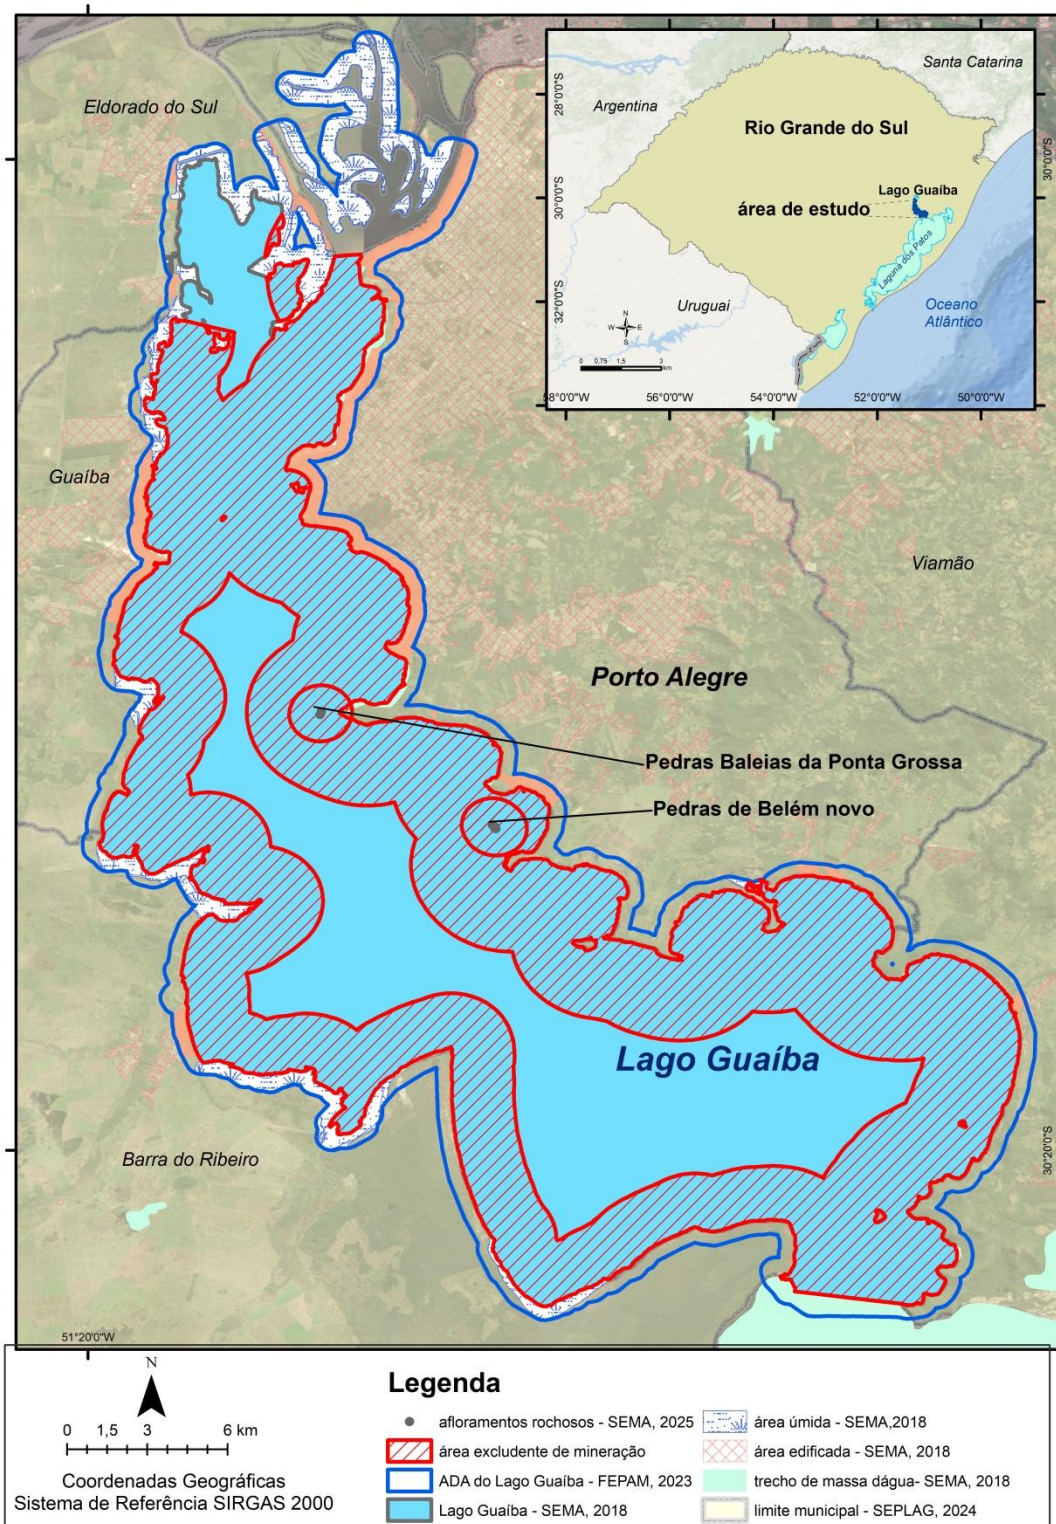 Eldorado do Sul
Santa Catarina
Argentina
Rio Grande do Sul
Lago Guaíba
área de estudo
Laguna dos Patos
Uruguai
Oceano
Atlântico
N
W
E
S
0 0.75 1.5 3
km
28°0'0"S
30°0'0"S
32°0'0"S
58°0'0"W
56°0'0"W
54°0'0"W
52°0'0"W
50°0'0"W
30°0'0"S
Guaíba
Viamão
Porto Alegre
Pedras Baleias da Ponta Grossa
Pedras de Belém novo
Lago Guaíba
Barra do Ribeiro
30°20'0"S
51°20'0"W
N
0 1,5 3 6 km
Coordenadas Geográficas
Sistema de Referência SIRGAS 2000
Legenda
afloramentos rochosos - SEMA, 2025
área excludente de mineração
ADA do Lago Guaíba - FEPAM, 2023
Lago Guaíba - SEMA, 2018
área úmida - SEMA,2018
área edificada - SEMA, 2018
trecho de massa dágua- SEMA, 2018
limite municipal - SEPLAG, 2024